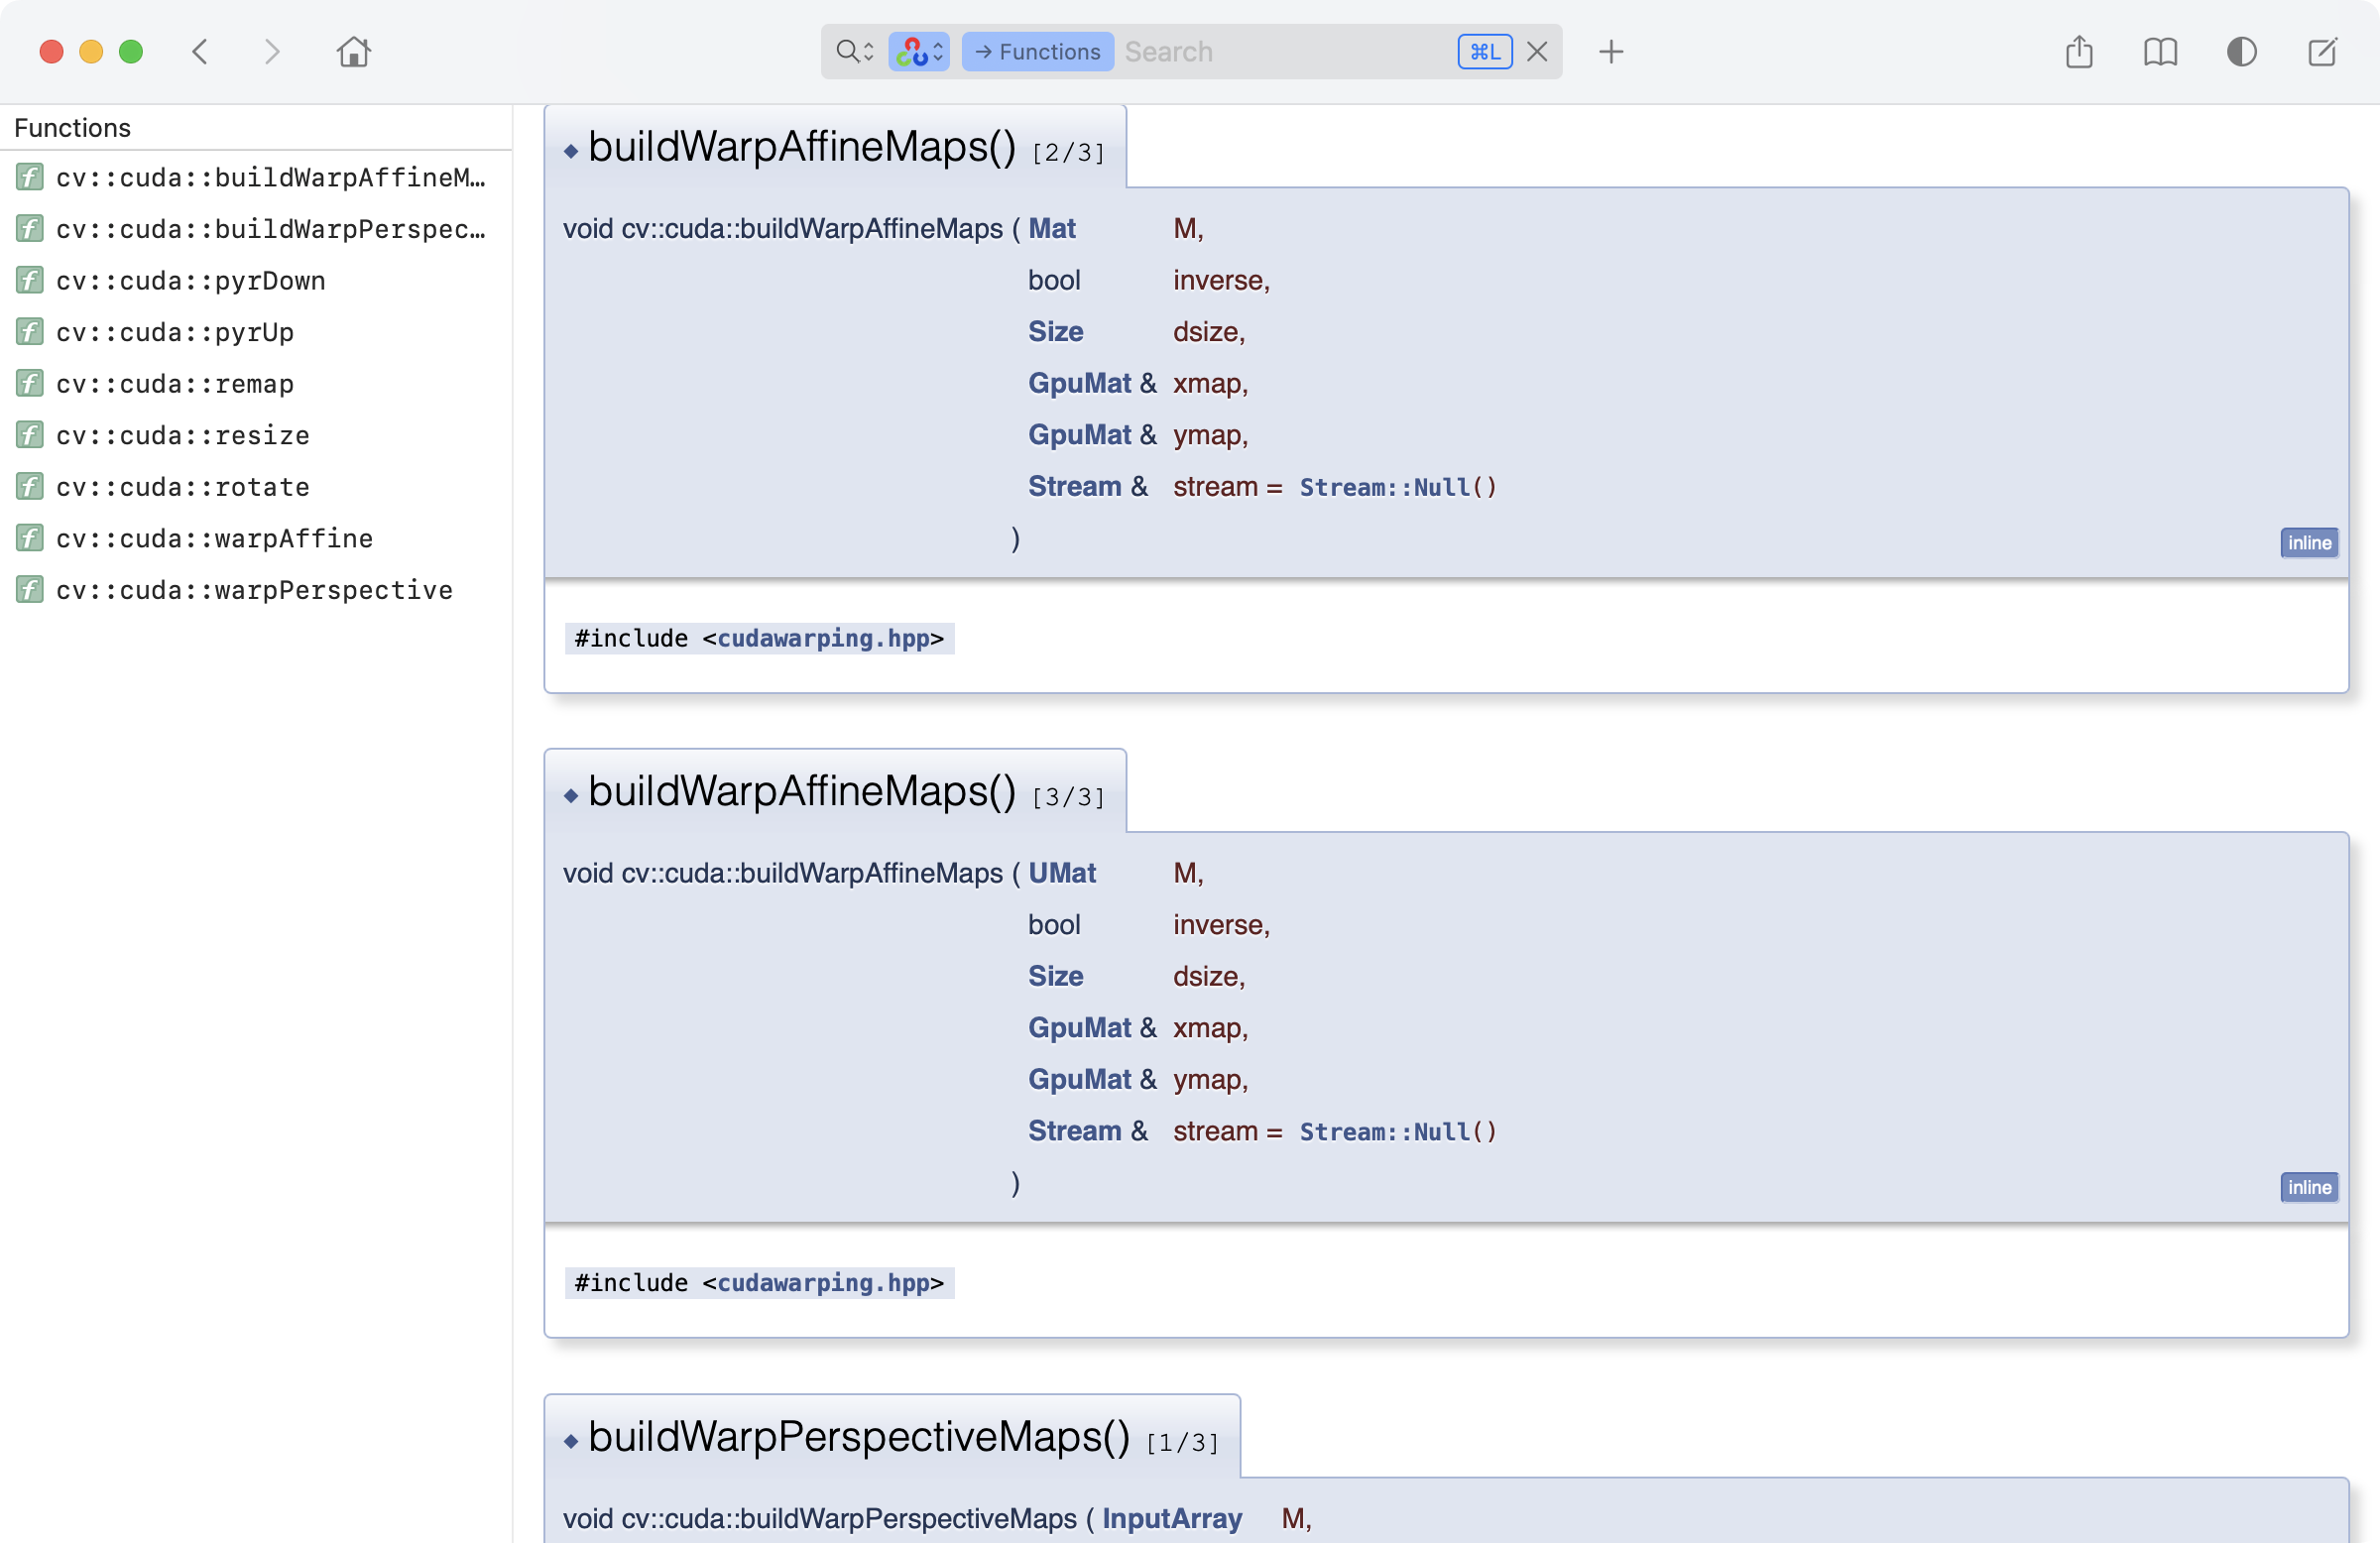 → Functions Search ⌘L
Functions
cv::cuda::buildWarpAffineM…
cv::cuda::buildWarpPerspec…
cv::cuda::pyrDown
cv::cuda::pyrUp
cv::cuda::remap
cv::cuda::resize
cv::cuda::rotate
cv::cuda::warpAffine
cv::cuda::warpPerspective
◆ buildWarpAffineMaps() [2/3]
void cv::cuda::buildWarpAffineMaps ( Mat M,
bool inverse,
Size dsize,
GpuMat & xmap,
GpuMat & ymap,
Stream & stream = Stream::Null()
)
inline
#include <cudawarping.hpp>
◆ buildWarpAffineMaps() [3/3]
void cv::cuda::buildWarpAffineMaps ( UMat M,
bool inverse,
Size dsize,
GpuMat & xmap,
GpuMat & ymap,
Stream & stream = Stream::Null()
)
inline
#include <cudawarping.hpp>
◆ buildWarpPerspectiveMaps() [1/3]
void cv::cuda::buildWarpPerspectiveMaps ( InputArray M,